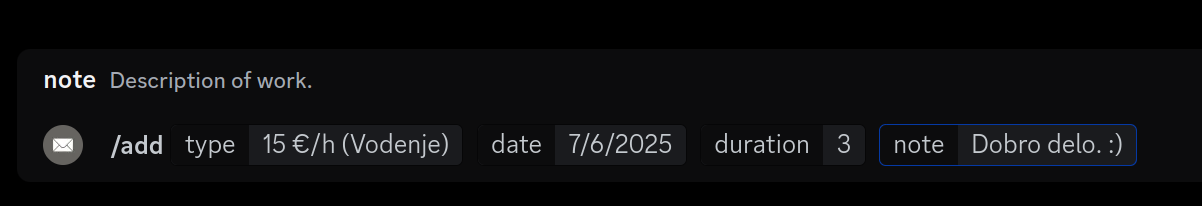 note Description of work.
/add type 15 €/h (Vodenje) date 7/6/2025 duration 3 note Dobro delo. :)